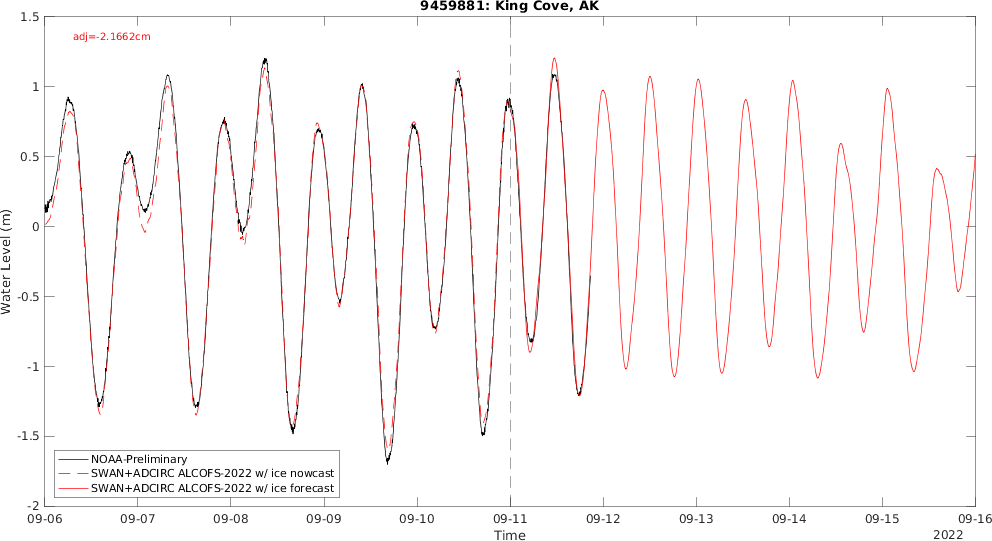 9459881: King Cove, AK
adj=-2.1662cm
Water Level (m)
1.5
1
0.5
0
-0.5
-1
-1.5
-2
NOAA-Preliminary
SWAN+ADCIRC ALCOFS-2022 w/ ice nowcast
SWAN+ADCIRC ALCOFS-2022 w/ ice forecast
09-06 09-07 09-08 09-09 09-10 09-11 09-12 09-13 09-14 09-15 09-16
Time
2022